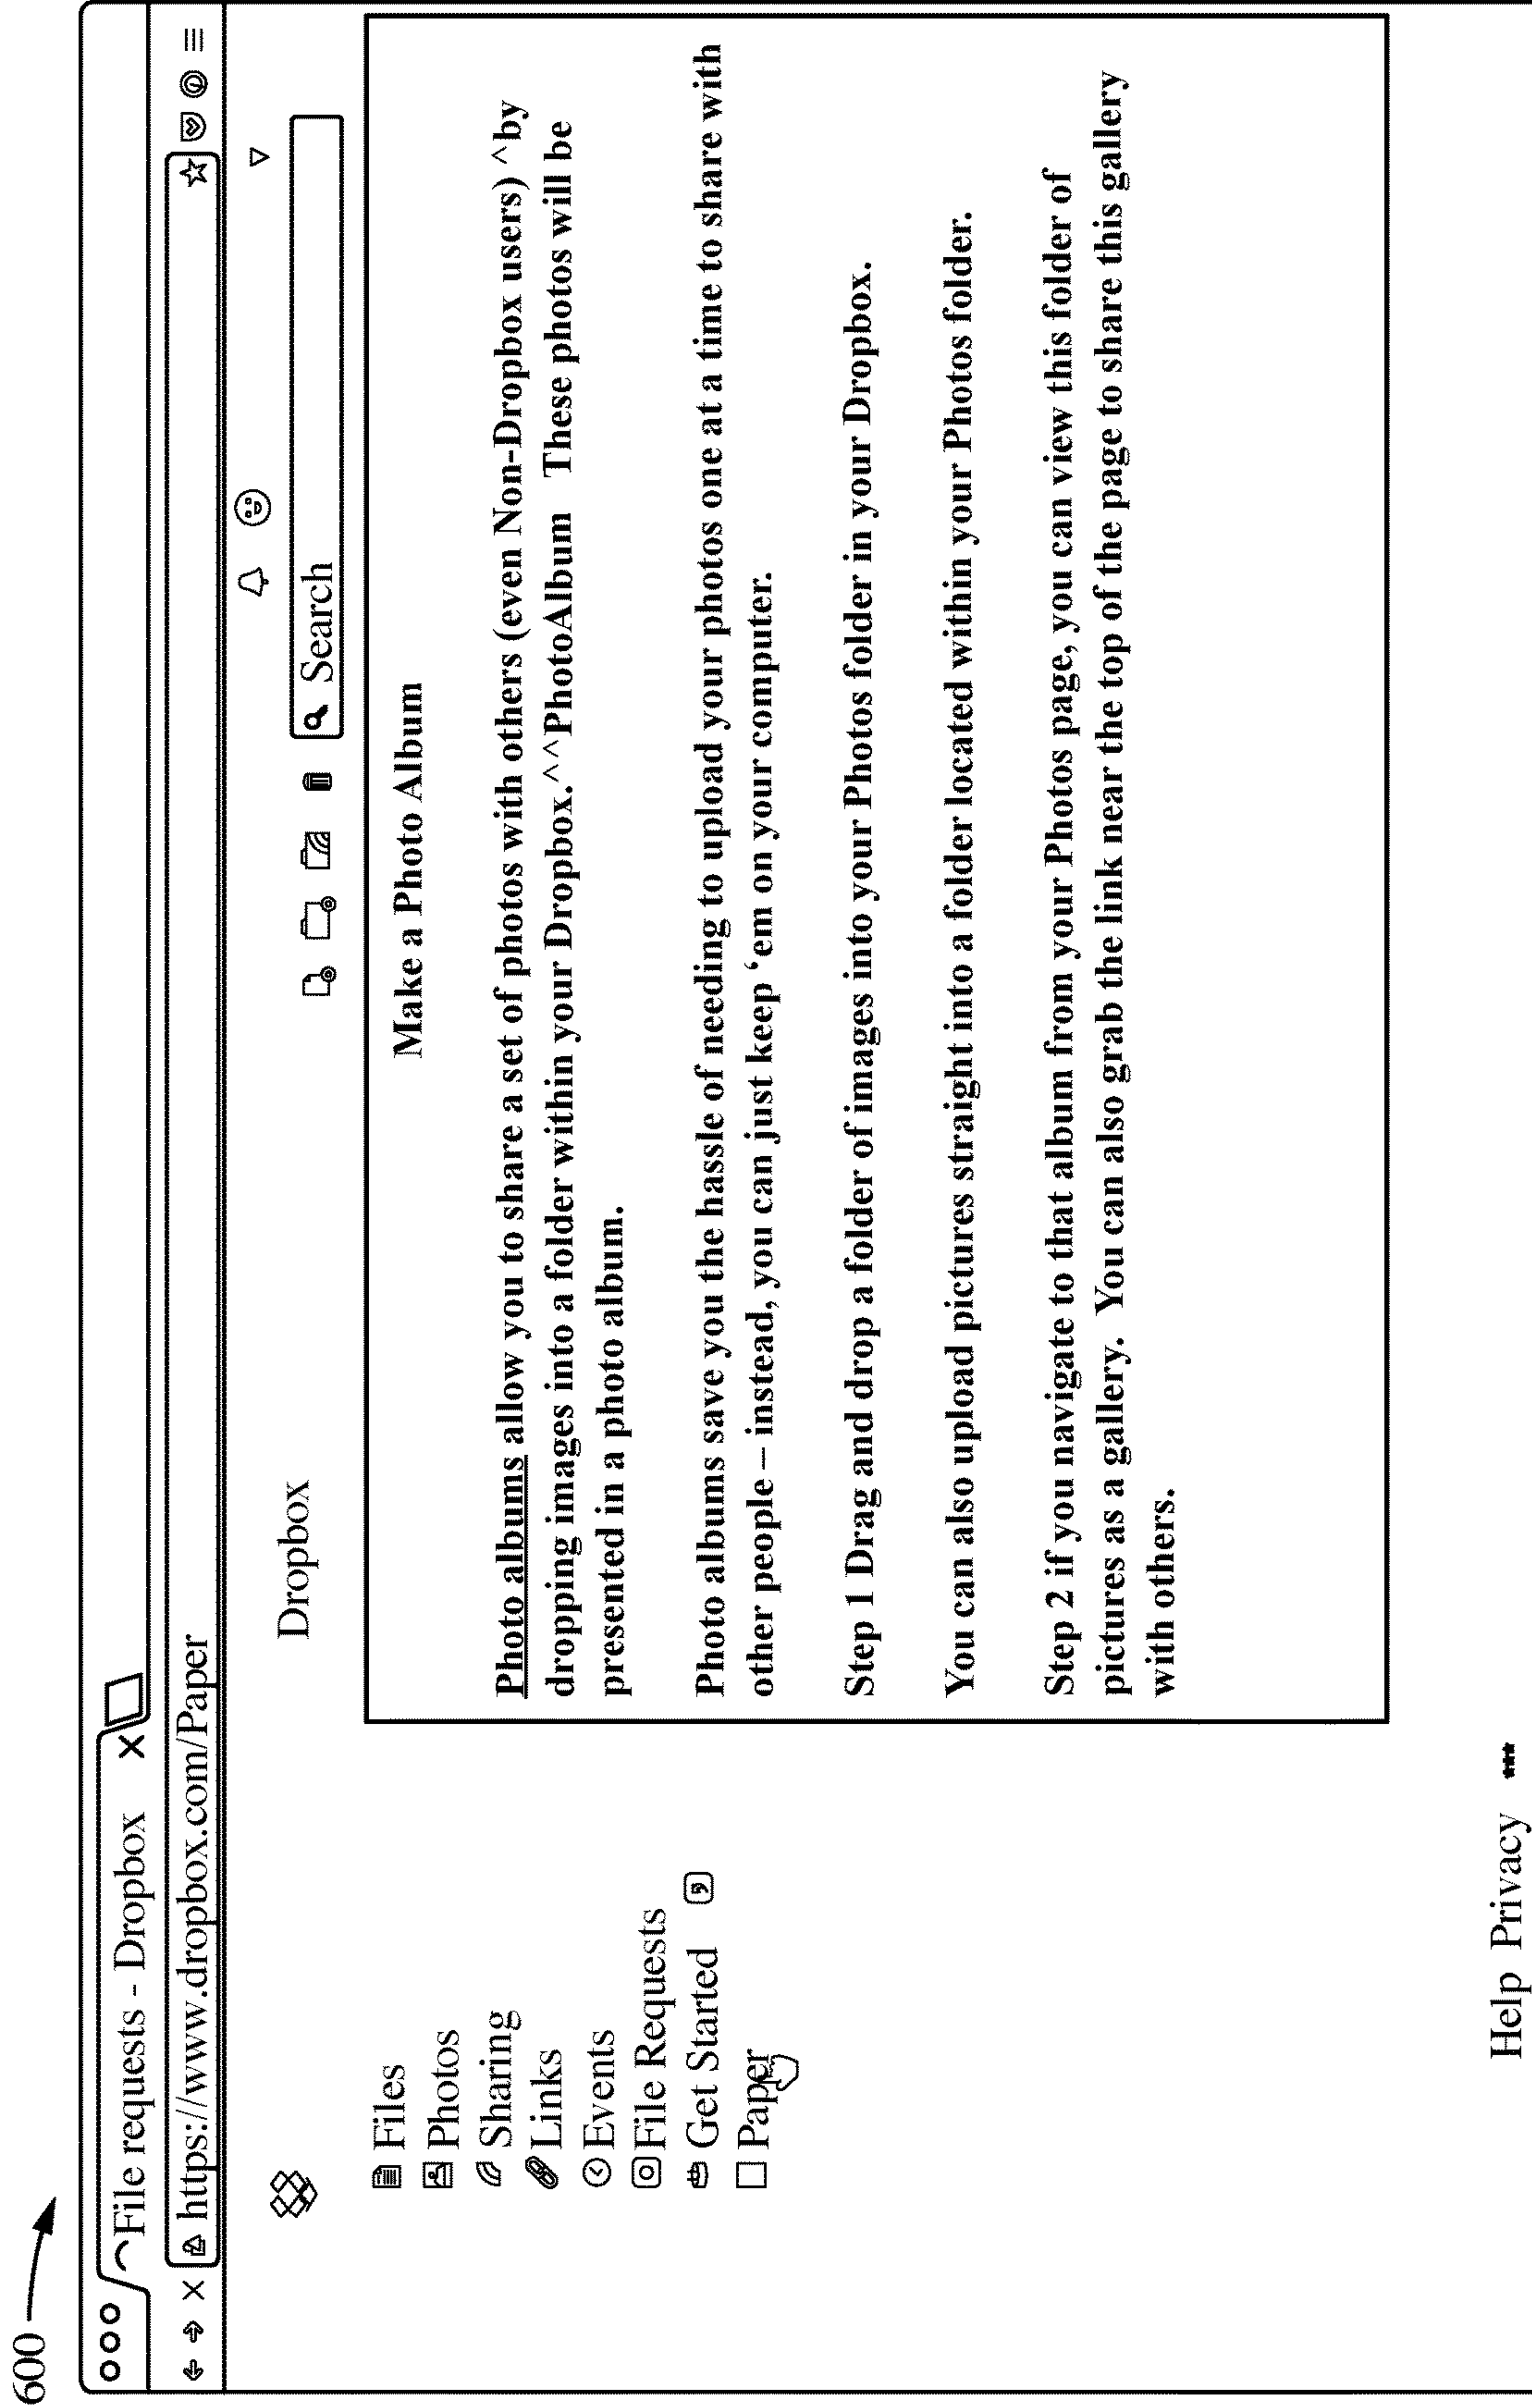 600
File requests - Dropbox X
https://www.dropbox.com/Paper
Dropbox
Search
Files
Photos
Sharing
Links
Events
File Requests
Get Started
Paper
Make a Photo Album
Photo albums allow you to share a set of photos with others (even Non-Dropbox users) ^by
dropping images into a folder within your Dropbox.^^PhotoAlbum These photos will be
presented in a photo album.
Photo albums save you the hassle of needing to upload your photos one at a time to share with
other people – instead, you can just keep ‘em on your computer.
Step 1 Drag and drop a folder of images into your Photos folder in your Dropbox.
You can also upload pictures straight into a folder located within your Photos folder.
Step 2 if you navigate to that album from your Photos page, you can view this folder of
pictures as a gallery. You can also grab the link near the top of the page to share this gallery
with others.
Help Privacy